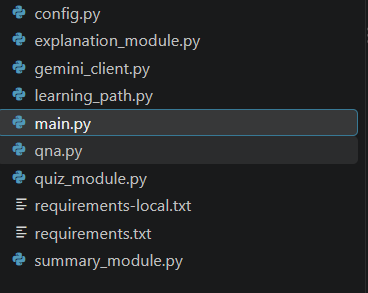 config.py
explanation_module.py
gemini_client.py
learning_path.py
main.py
qna.py
quiz_module.py
requirements-local.txt
requirements.txt
summary_module.py